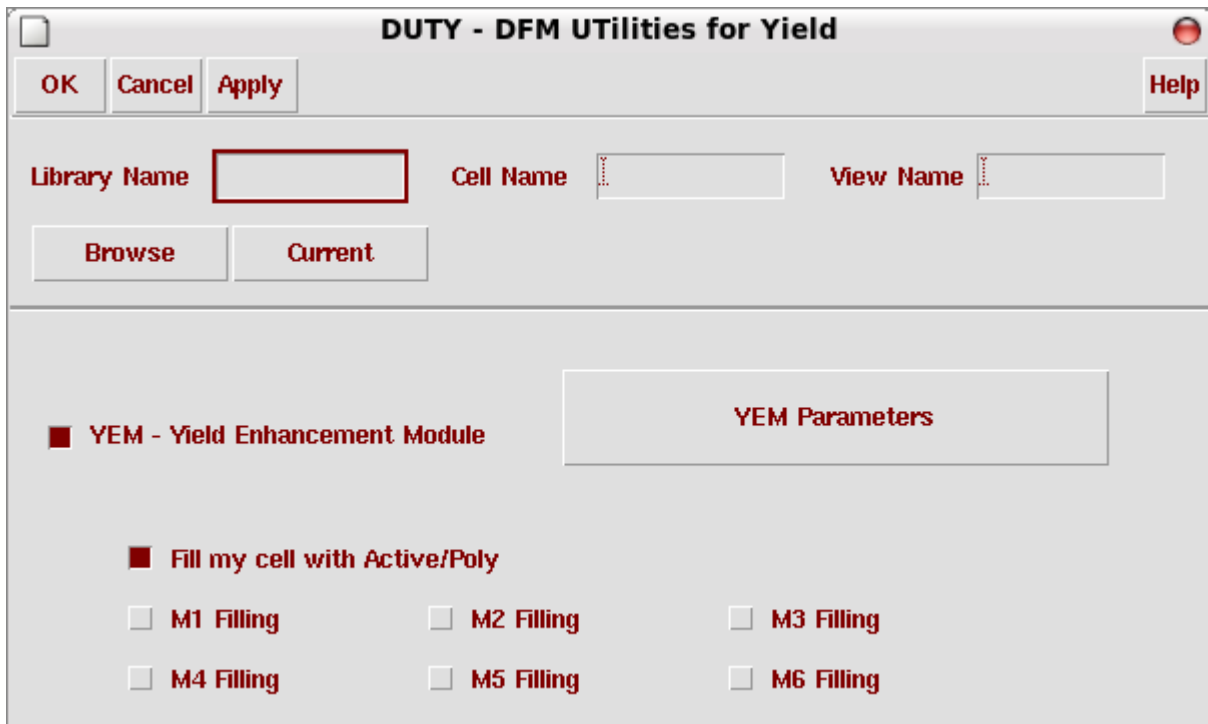 DUTY - DFM UTilities for Yield
OK Cancel Apply Help
Library Name Cell Name View Name
Browse Current
YEM - Yield Enhancement Module YEM Parameters
Fill my cell with Active/Poly
M1 Filling M2 Filling M3 Filling
M4 Filling M5 Filling M6 Filling